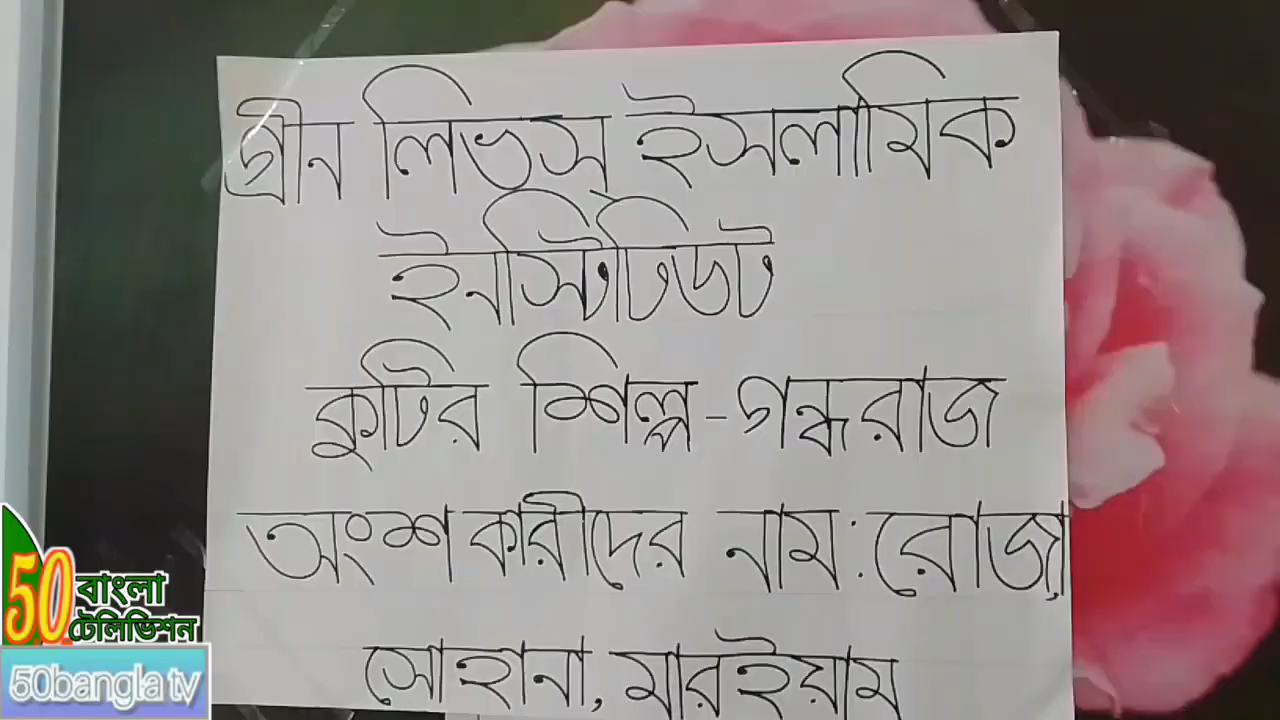 গ্রীন লিভস্ ইসলামিক
ইনস্টিটিউট
কুটির শিল্প-গন্ধরাজ
অংশকারীদের নাম: রোজা,
সোহানা, মারইয়াম
50 বাংলা
টেলিভিশন
50bangla tv